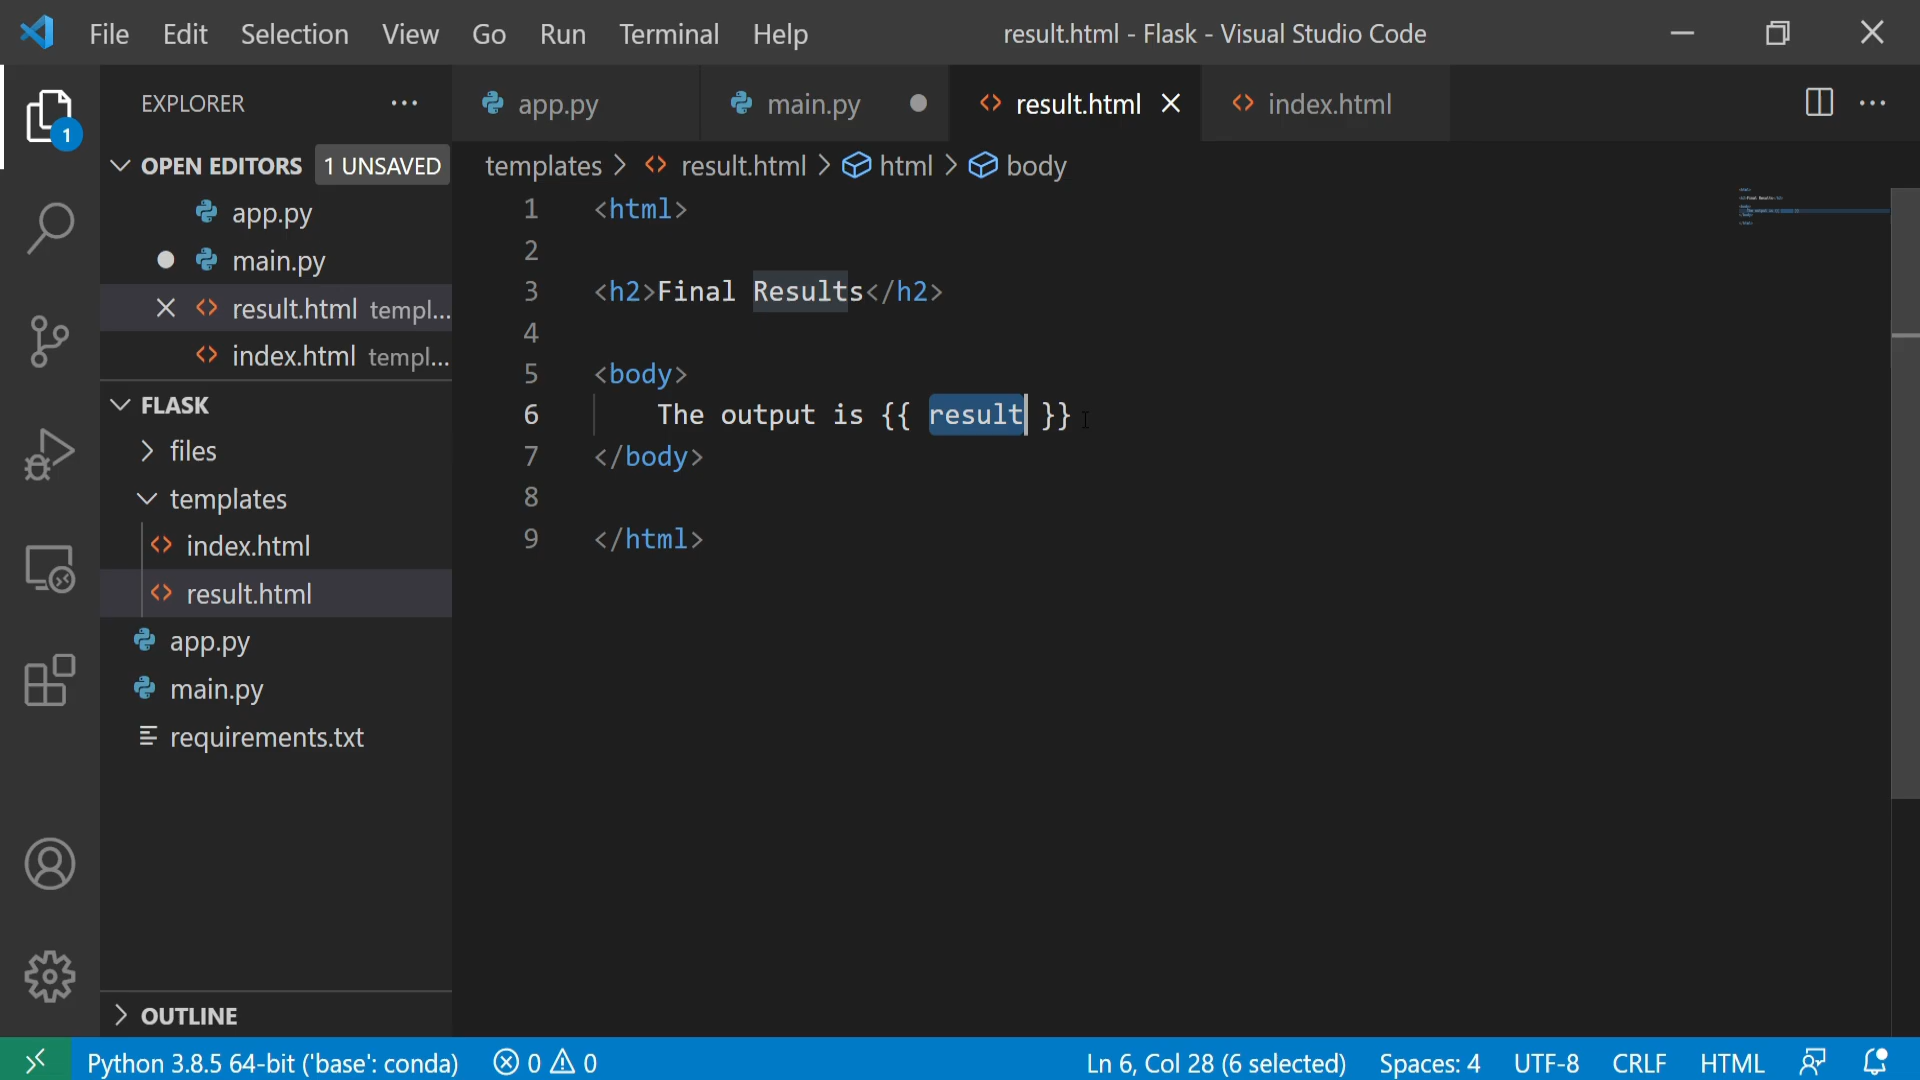 File Edit Selection View Go Run Terminal Help result.html - Flask - Visual Studio Code
1
EXPLORER
OPEN EDITORS 1 UNSAVED
app.py
main.py
result.html templ...
index.html templ...
FLASK
files
templates
index.html
result.html
app.py
main.py
requirements.txt
OUTLINE
app.py main.py result.html index.html
templates > result.html > html > body
1 <html>
2
3 <h2>Final Results</h2>
4
5 <body>
6 The output is {{ result }}
7 </body>
8
9 </html>
Python 3.8.5 64-bit ('base': conda) 0 0 Ln 6, Col 28 (6 selected) Spaces: 4 UTF-8 CRLF HTML